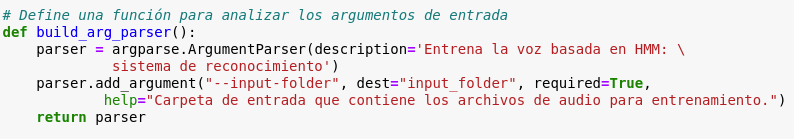 # Define una función para analizar los argumentos de entrada
def build_arg_parser():
    parser = argparse.ArgumentParser(description='Entrena la voz basada en HMM: \
             sistema de reconocimiento')
    parser.add_argument("--input-folder", dest="input_folder", required=True,
            help="Carpeta de entrada que contiene los archivos de audio para entrenamiento.")
    return parser